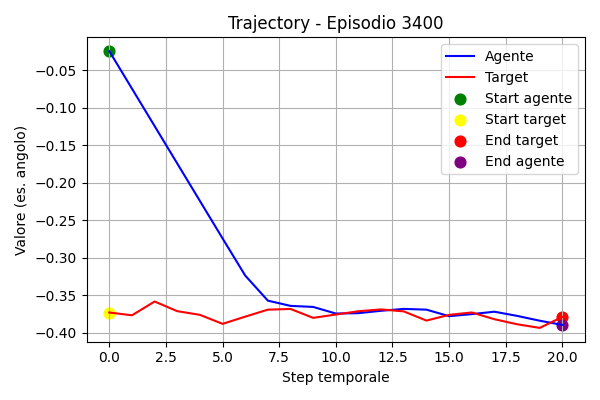 Trajectory - Episodio 3400
Agente
Target
Start agente
Start target
End target
End agente
Valore (es. angolo)
−0.05
−0.10
−0.15
−0.20
−0.25
−0.30
−0.35
−0.40
0.0 2.5 5.0 7.5 10.0 12.5 15.0 17.5 20.0
Step temporale